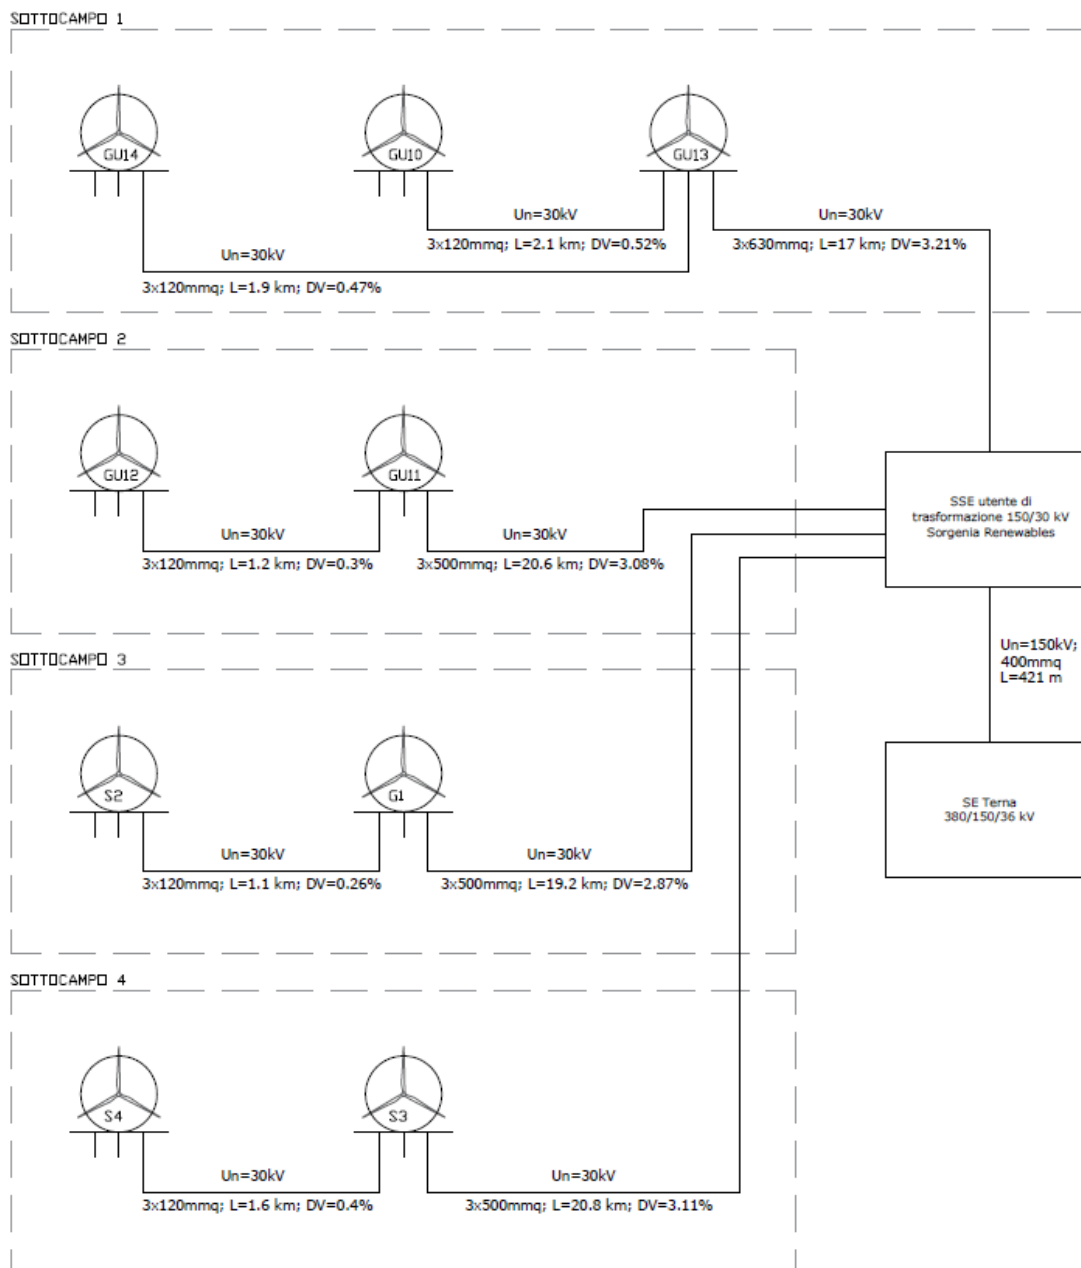 SOTTOCAMPO 1
GU14
GU10
GU13
Un=30kV
3x120mmq; L=2.1 km; DV=0.52%
Un=30kV
3x630mmq; L=17 km; DV=3.21%
Un=30kV
3x120mmq; L=1.9 km; DV=0.47%
SOTTOCAMPO 2
GU12
GU11
Un=30kV
3x120mmq; L=1.2 km; DV=0.3%
Un=30kV
3x500mmq; L=20.6 km; DV=3.08%
SSE utente di
trasformazione 150/30 kV
Sorgenia Renewables
Un=150kV;
400mmq
L=421 m
SOTTOCAMPO 3
S2
G1
Un=30kV
3x120mmq; L=1.1 km; DV=0.26%
Un=30kV
3x500mmq; L=19.2 km; DV=2.87%
SE Terna
380/150/36 kV
SOTTOCAMPO 4
S4
S3
Un=30kV
3x120mmq; L=1.6 km; DV=0.4%
Un=30kV
3x500mmq; L=20.8 km; DV=3.11%